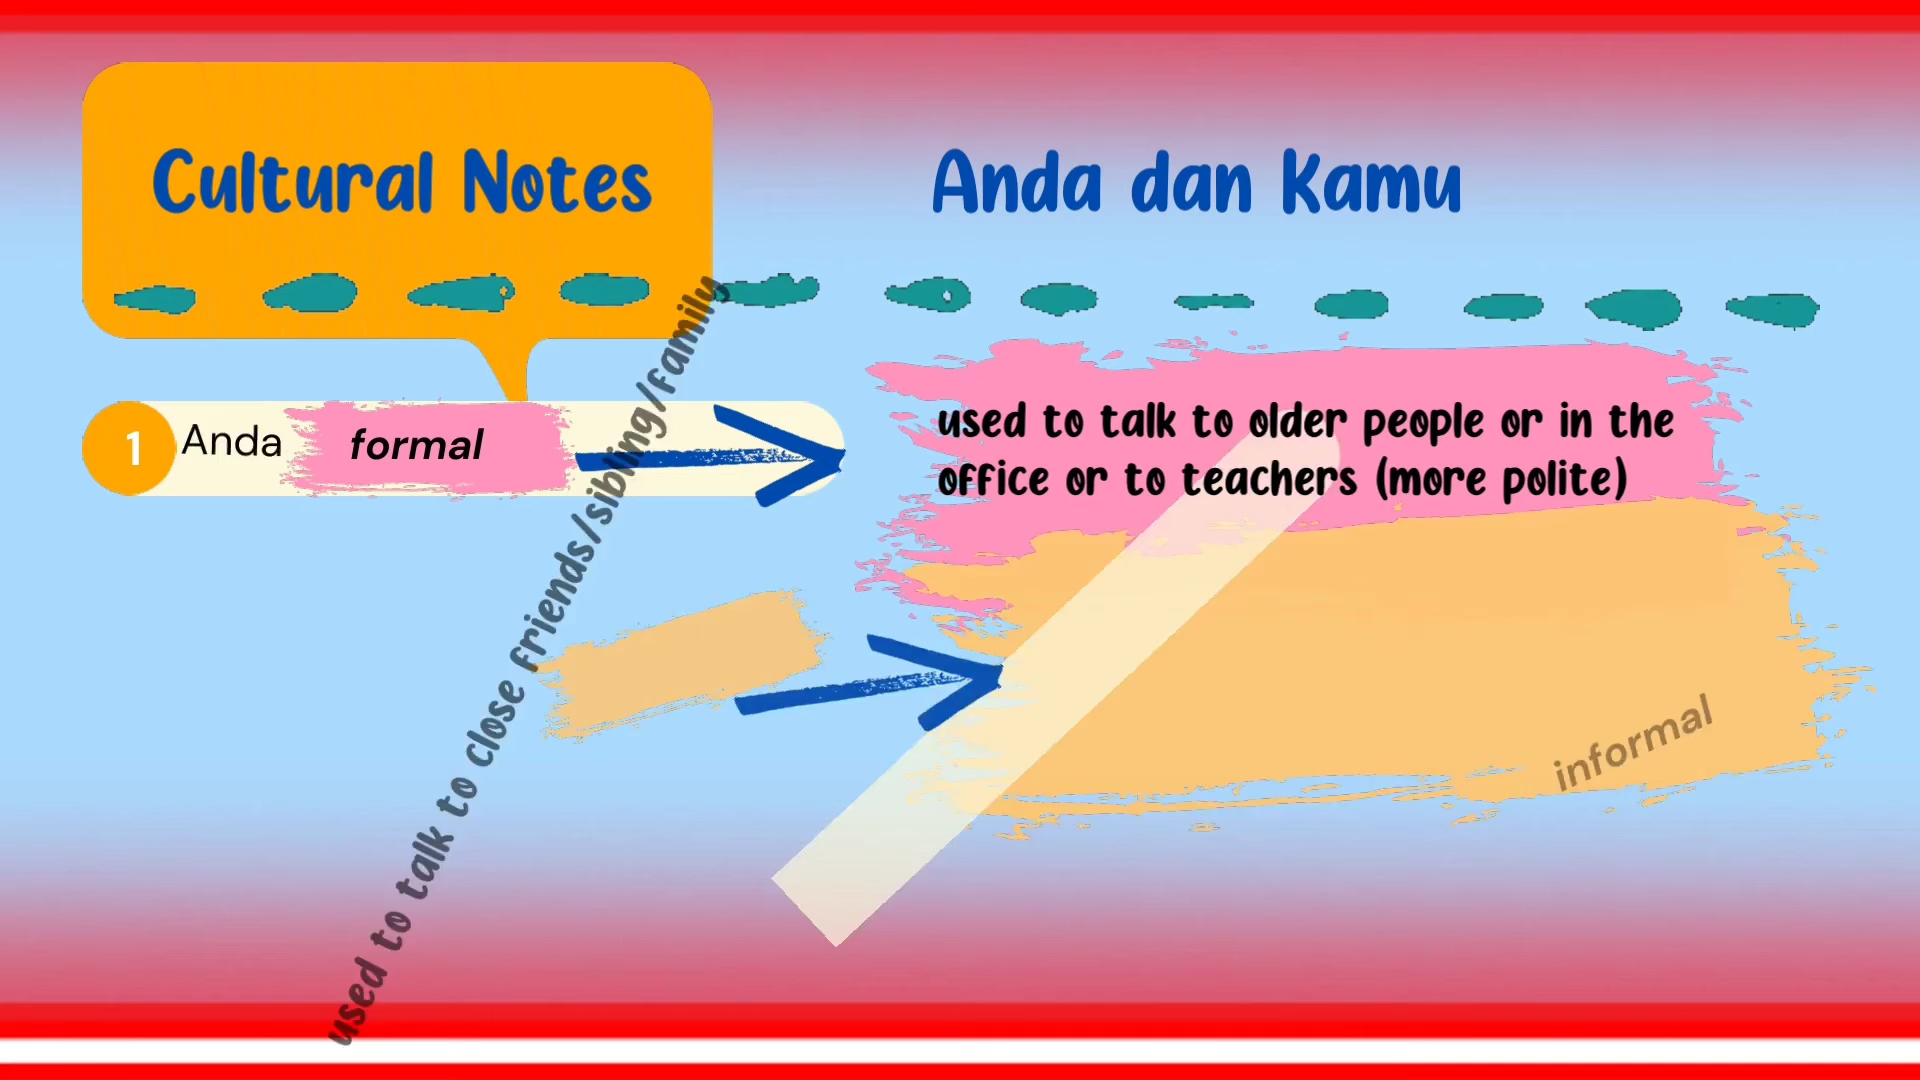 Cultural Notes
Anda dan Kamu
1 Anda formal
used to talk to older people or in the
office or to teachers (more polite)
used to talk to close friends/sibling/family
informal